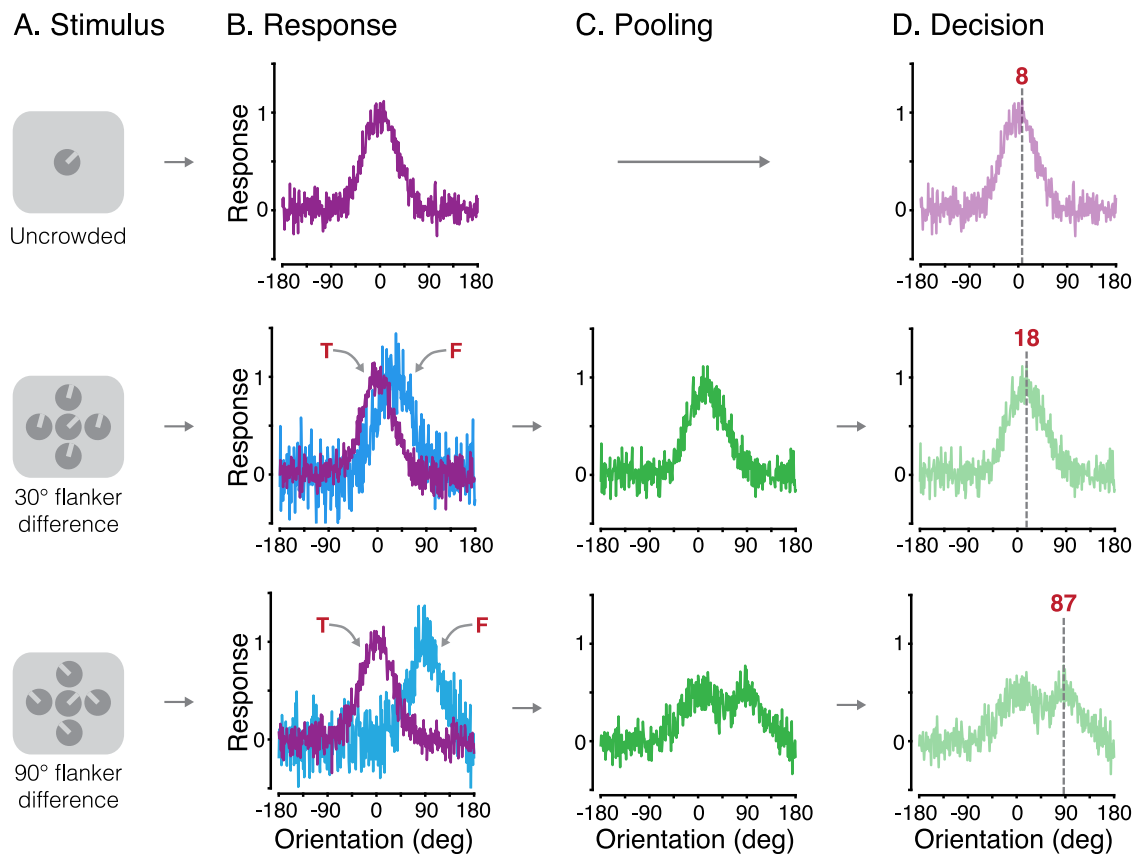 A. Stimulus
B. Response
C. Pooling
D. Decision
Uncrowded
Response
1
0
-180 -90 0 90 180
8
1
0
-180 -90 0 90 180
30° flanker
difference
Response
T
F
1
0
-180 -90 0 90 180
1
0
-180 -90 0 90 180
18
1
0
-180 -90 0 90 180
90° flanker
difference
Response
T
F
1
0
-180 -90 0 90 180
Orientation (deg)
1
0
-180 -90 0 90 180
Orientation (deg)
87
1
0
-180 -90 0 90 180
Orientation (deg)